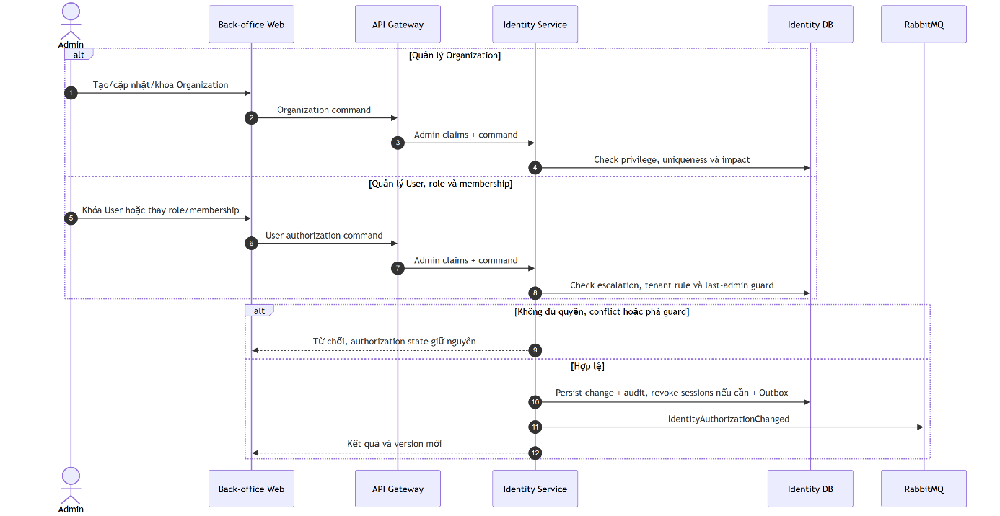 Back-office Web
API Gateway
Identity Service
Identity DB
RabbitMQ
Admin
alt
[Quản lý Organization]
1
Tạo/cập nhật/khóa Organization
2
Organization command
3
Admin claims + command
4
Check privilege, uniqueness và impact
[Quản lý User, role và membership]
5
Khóa User hoặc thay role/membership
6
User authorization command
7
Admin claims + command
8
Check escalation, tenant rule và last-admin guard
alt
[Không đủ quyền, conflict hoặc phá guard]
Từ chối, authorization state giữ nguyên
9
[Hợp lệ]
10
Persist change + audit, revoke sessions nếu cần + Outbox
11
IdentityAuthorizationChanged
Kết quả và version mới
12
Back-office Web
API Gateway
Identity Service
Identity DB
RabbitMQ
Admin